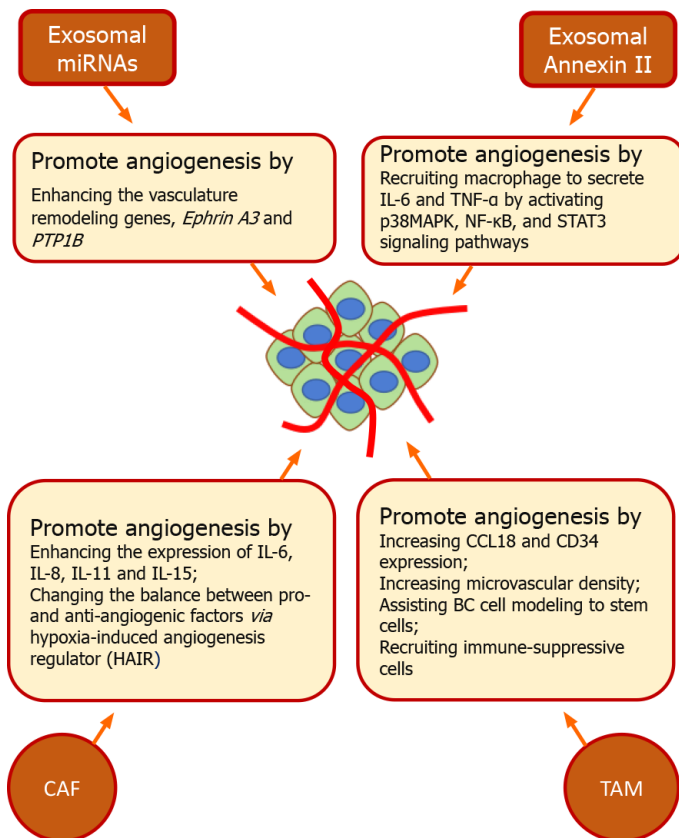 Exosomal
miRNAs
Exosomal
Annexin II
Promote angiogenesis by
Enhancing the vasculature
remodeling genes, Ephrin A3 and
PTP1B
Promote angiogenesis by
Recruiting macrophage to secrete
IL-6 and TNF-α by activating
p38MAPK, NF-κB, and STAT3
signaling pathways
Promote angiogenesis by
Enhancing the expression of IL-6,
IL-8, IL-11 and IL-15;
Changing the balance between pro-
and anti-angiogenic factors via
hypoxia-induced angiogenesis
regulator (HAIR)
Promote angiogenesis by
Increasing CCL18 and CD34
expression;
Increasing microvascular density;
Assisting BC cell modeling to stem
cells;
Recruiting immune-suppressive
cells
CAF
TAM